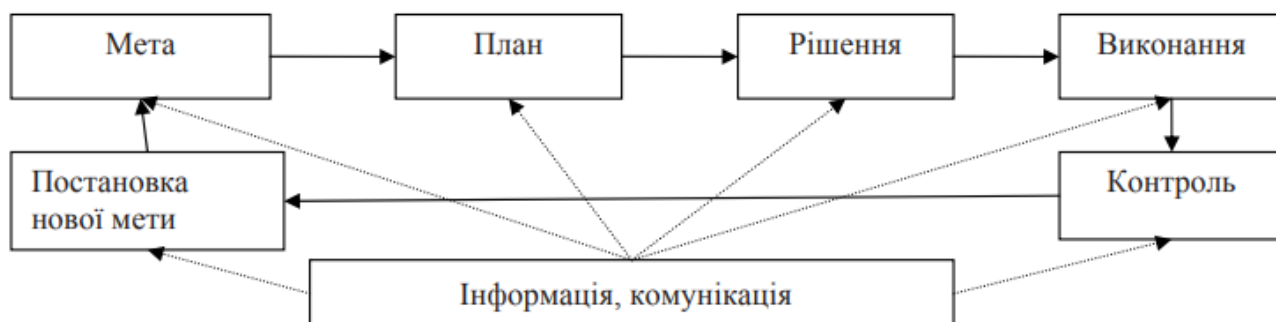 Мета
План
Рішення
Виконання
Постановка
нової мети
Контроль
Інформація, комунікація